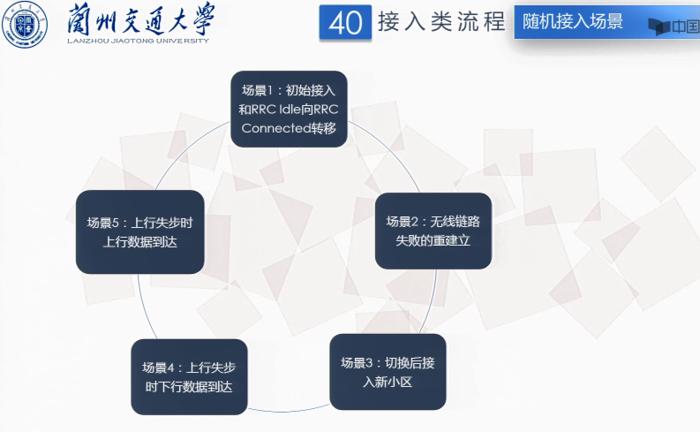 兰州交通大学
LANZHOU JIAOTONG UNIVERSITY
40 接入类流程
随机接入场景
中国
场景1：初始接入
和RRC Idle向RRC
Connected转移
场景5：上行失步时
上行数据到达
场景2：无线链路
失败的重建立
场景4：上行失步
时下行数据到达
场景3：切换后接
入新小区